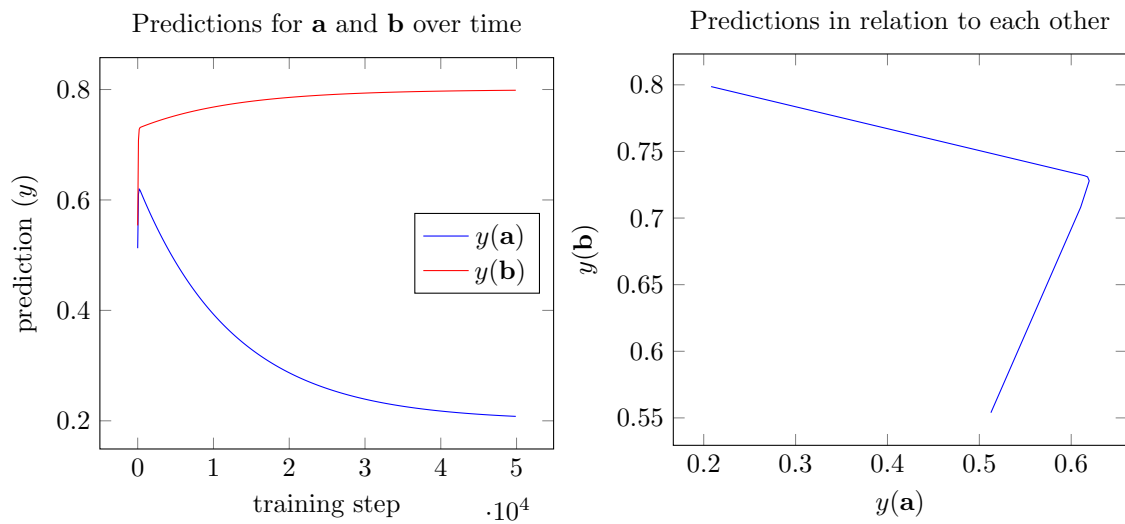 Predictions for a and b over time
0.8
0.6
0.4
0.2
prediction (y)
y(a)
y(b)
0 1 2 3 4 5
·10⁴
training step
Predictions in relation to each other
0.8
0.75
0.7
0.65
0.6
0.55
y(b)
0.2 0.3 0.4 0.5 0.6
y(a)